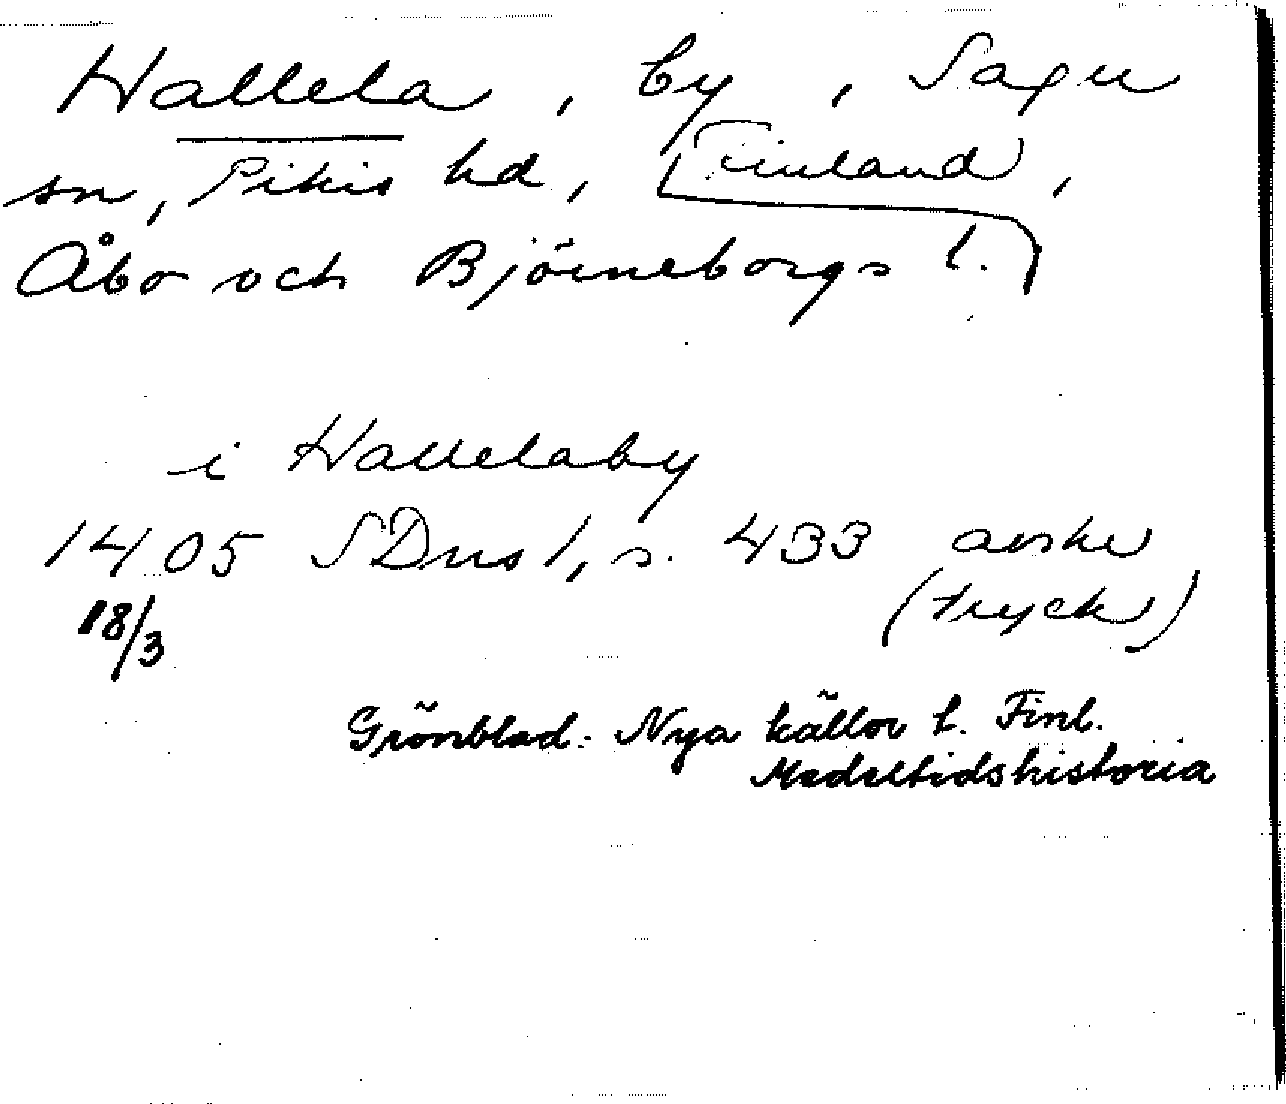 Hallela, by, Sagu
sn, Pikis hd, Finland,
Åbo och Björneborgs l.
i Hallelaby
1405 SDns 1, s. 433 avskr
18/3 (tryck)
Grönblad: Nya källor t. Finl.
Medeltidshistoria